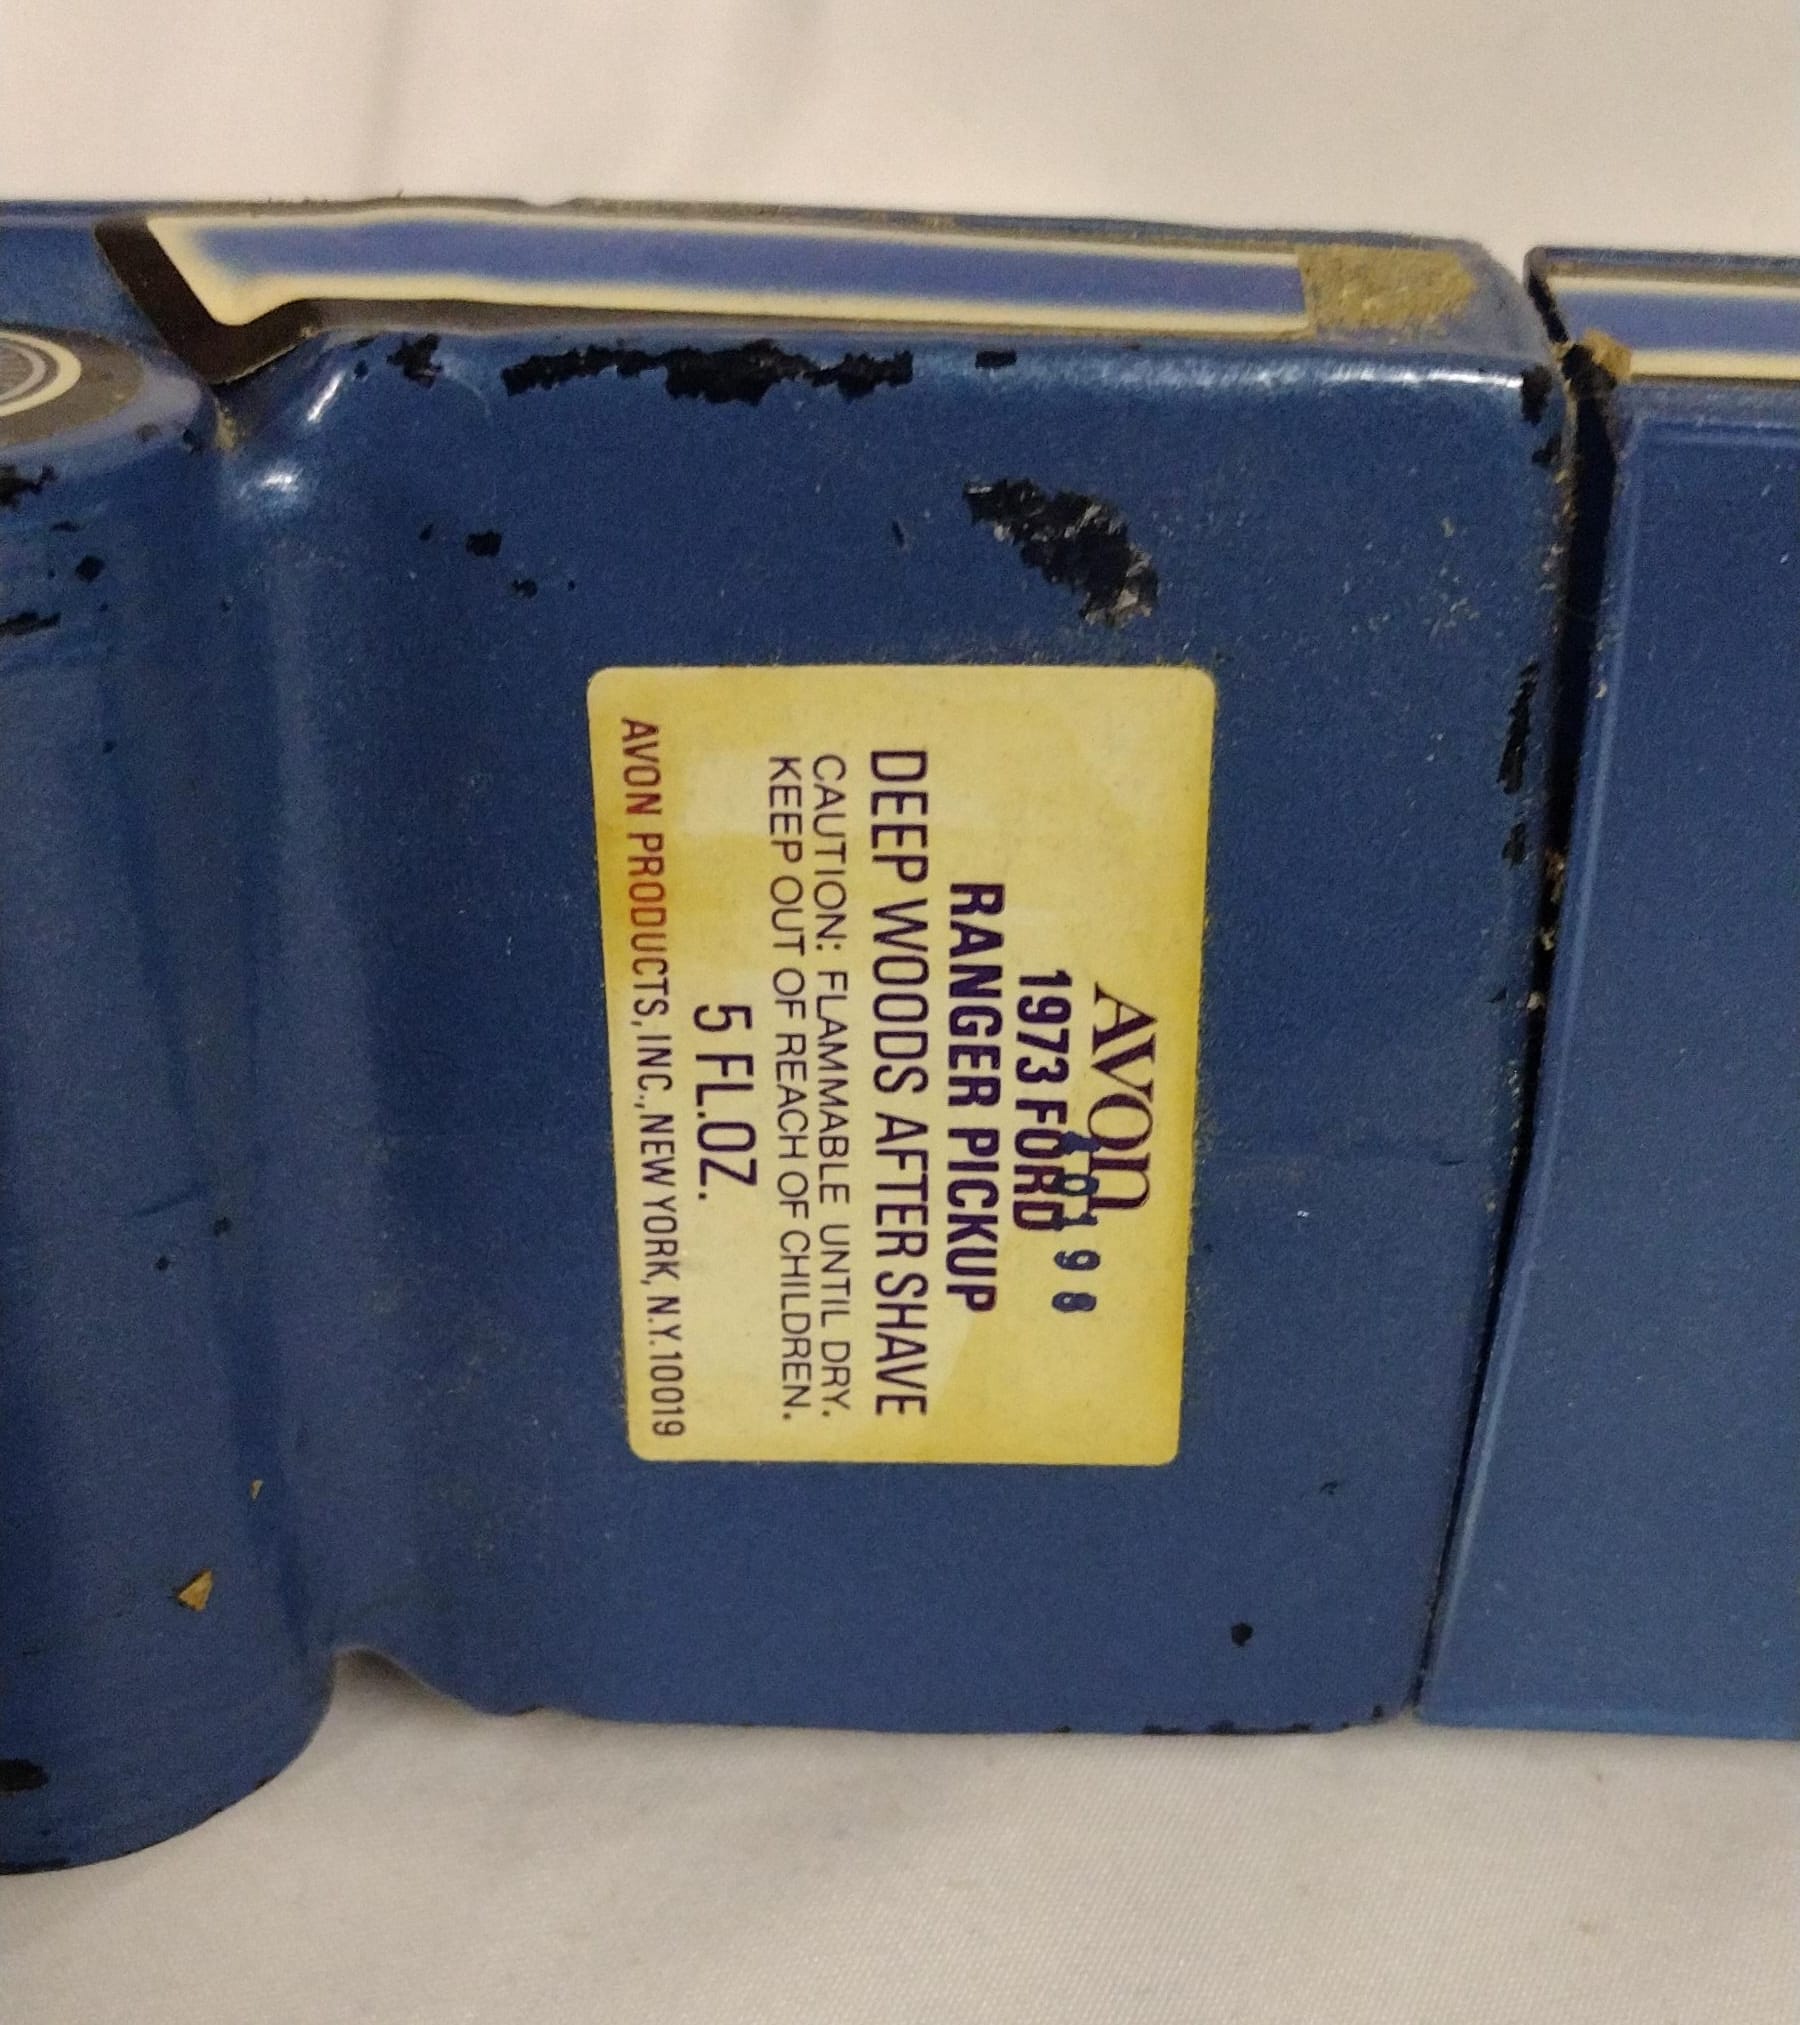 AVON
1973 FORD
RANGER PICKUP
DEEP WOODS AFTER SHAVE
CAUTION: FLAMMABLE UNTIL DRY.
KEEP OUT OF REACH OF CHILDREN.
5 FL.OZ.
AVON PRODUCTS, INC., NEW YORK, N.Y. 10019